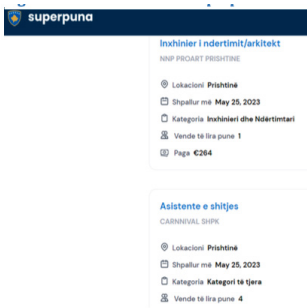 superpuna
Inxhinier i ndertimit/arkitekt
NNP PROART PRISHTINE
Lokacioni Prishtinë
Shpallur më May 25, 2023
Kategoria Inxhinieri dhe Ndërtimtari
Vende të lira pune 1
Paga €264
Asistente e shitjes
CARNNIVAL SHPK
Lokacioni Prishtinë
Shpallur më May 25, 2023
Kategoria Kategori të tjera
Vende të lira pune 4